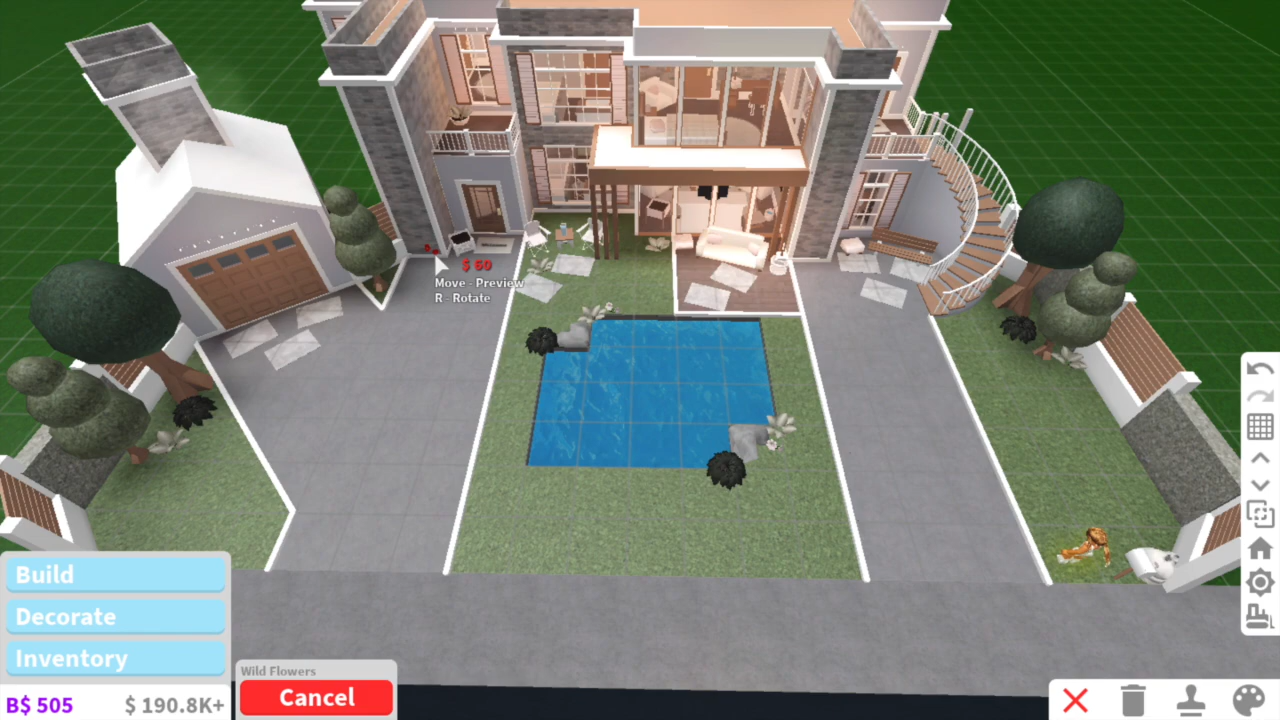 $ 60
Move - Preview
R - Rotate
Build
Decorate
Inventory
B$ 505
$ 190.8K+
Wild Flowers
Cancel